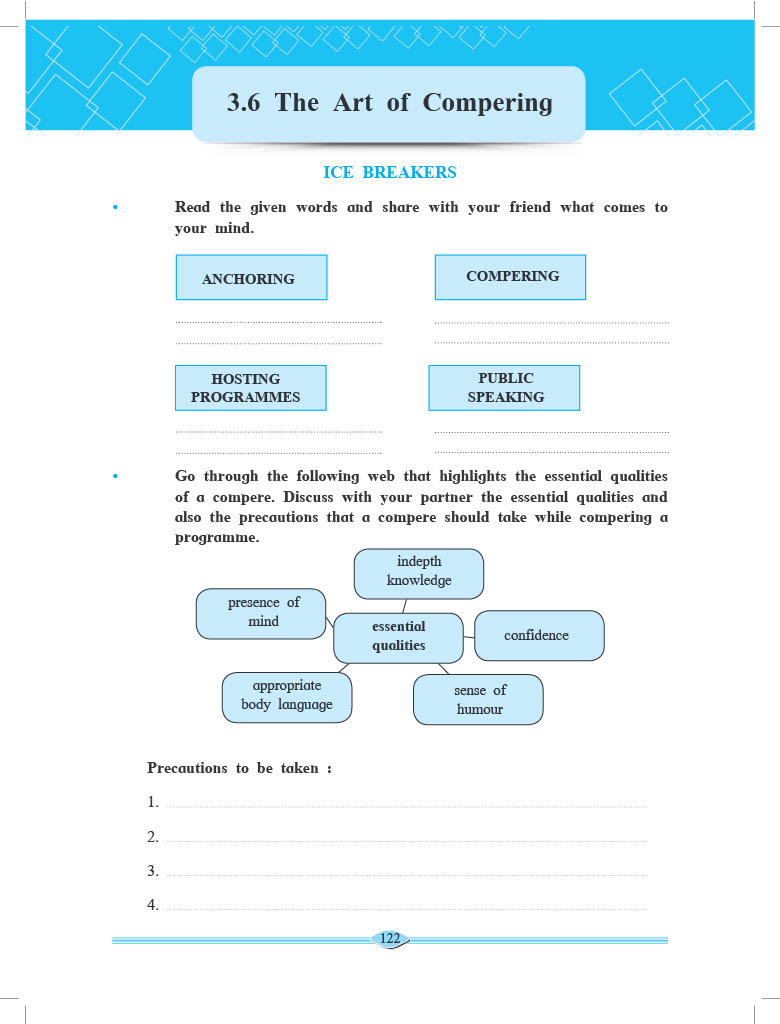 3.6 The Art of Compering
ICE BREAKERS
• Read the given words and share with your friend what comes to
your mind.
ANCHORING
COMPERING
HOSTING
PROGRAMMES
PUBLIC
SPEAKING
• Go through the following web that highlights the essential qualities
of a compere. Discuss with your partner the essential qualities and
also the precautions that a compere should take while compering a
programme.
indepth
knowledge
presence of
mind
essential
qualities
confidence
appropriate
body language
sense of
humour
Precautions to be taken :
1.
2.
3.
4.
122